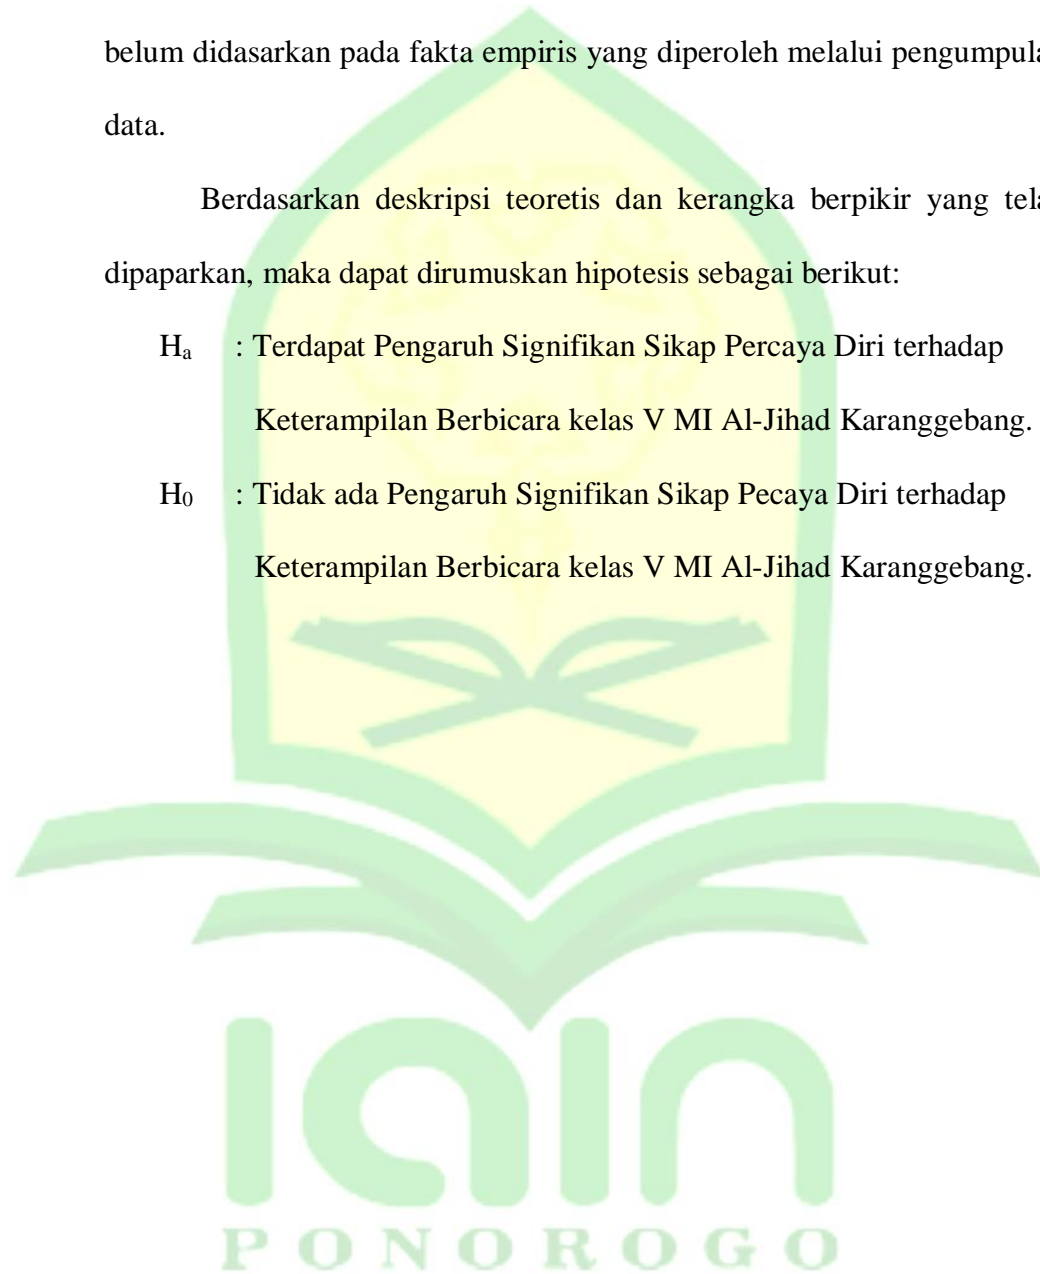 belum didasarkan pada fakta empiris yang diperoleh melalui pengumpula
data.
Berdasarkan deskripsi teoretis dan kerangka berpikir yang tela
dipaparkan, maka dapat dirumuskan hipotesis sebagai berikut:
Ha : Terdapat Pengaruh Signifikan Sikap Percaya Diri terhadap
Keterampilan Berbicara kelas V MI Al-Jihad Karanggebang.
H0 : Tidak ada Pengaruh Signifikan Sikap Pecaya Diri terhadap
Keterampilan Berbicara kelas V MI Al-Jihad Karanggebang.
iain
PONOROGO